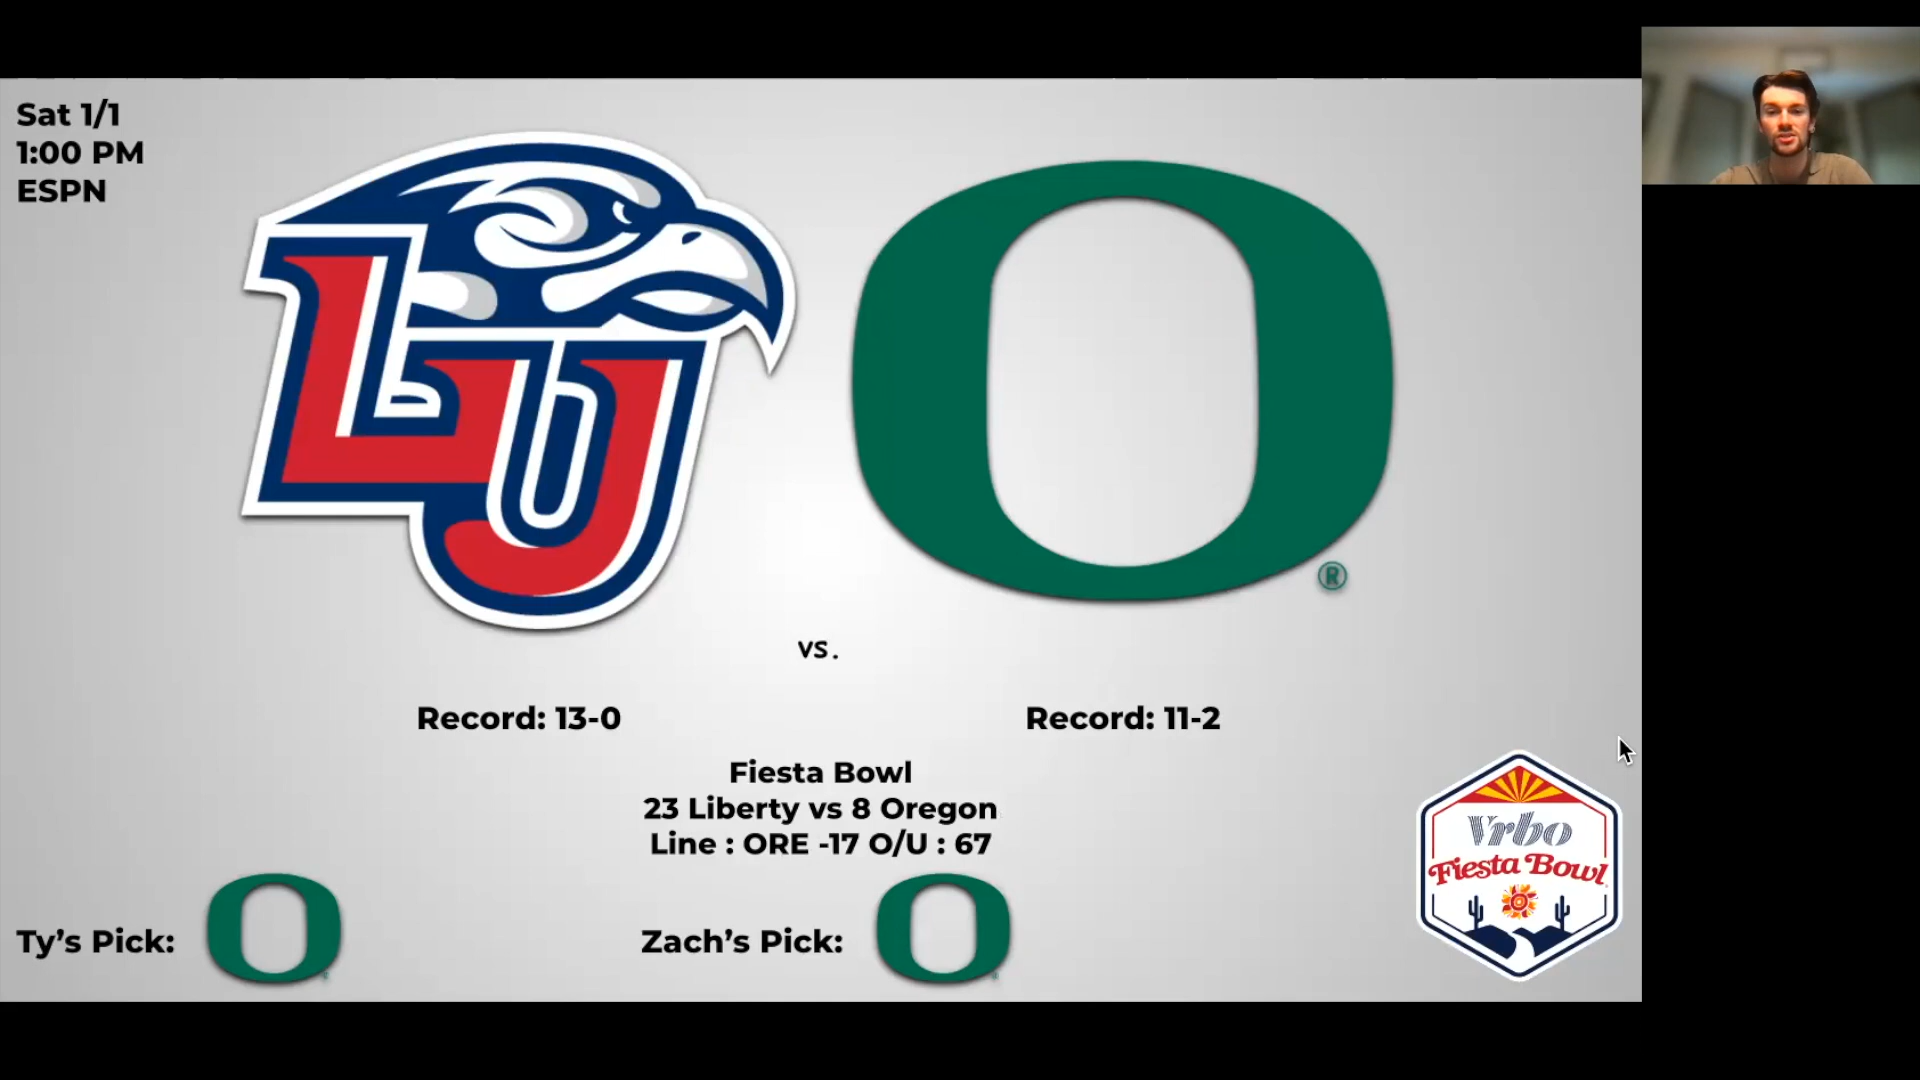 Sat 1/1
1:00 PM
ESPN
LU
O
®
vs.
Record: 13-0
Record: 11-2
Fiesta Bowl
23 Liberty vs 8 Oregon
Line : ORE -17 O/U : 67
Vrbo
Fiesta Bowl
Ty's Pick: O
Zach's Pick: O